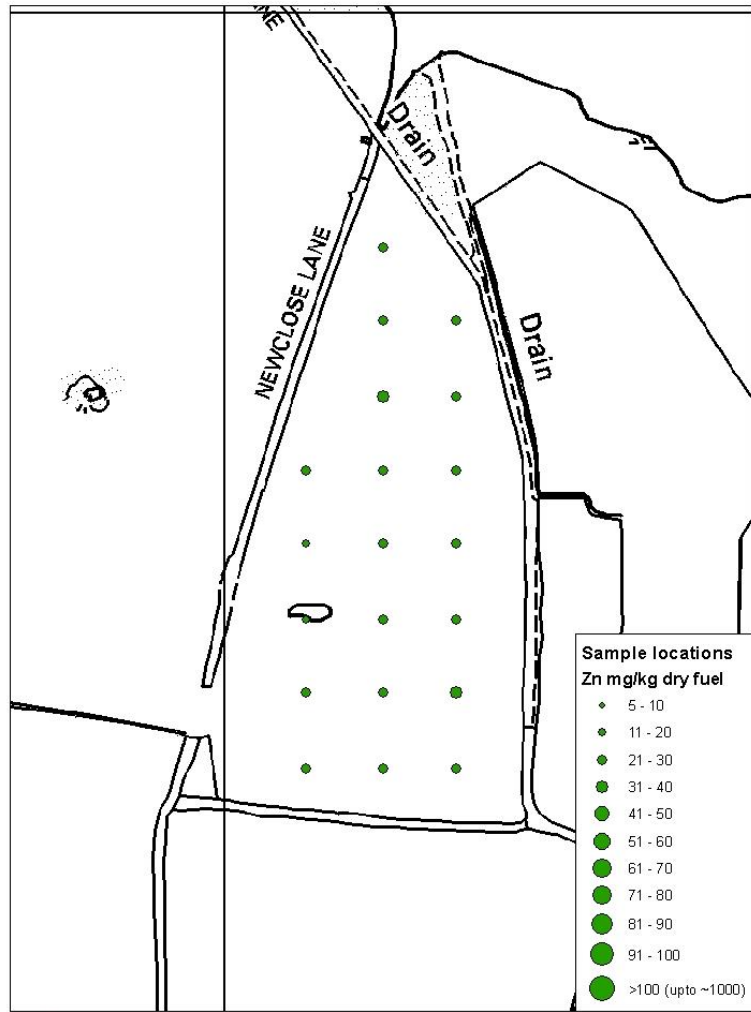 NE
Drain
NEWCLOSE LANE
Drain
Sample locations
Zn mg/kg dry fuel
5 - 10
11 - 20
21 - 30
31 - 40
41 - 50
51 - 60
61 - 70
71 - 80
81 - 90
91 - 100
>100 (upto ~1000)